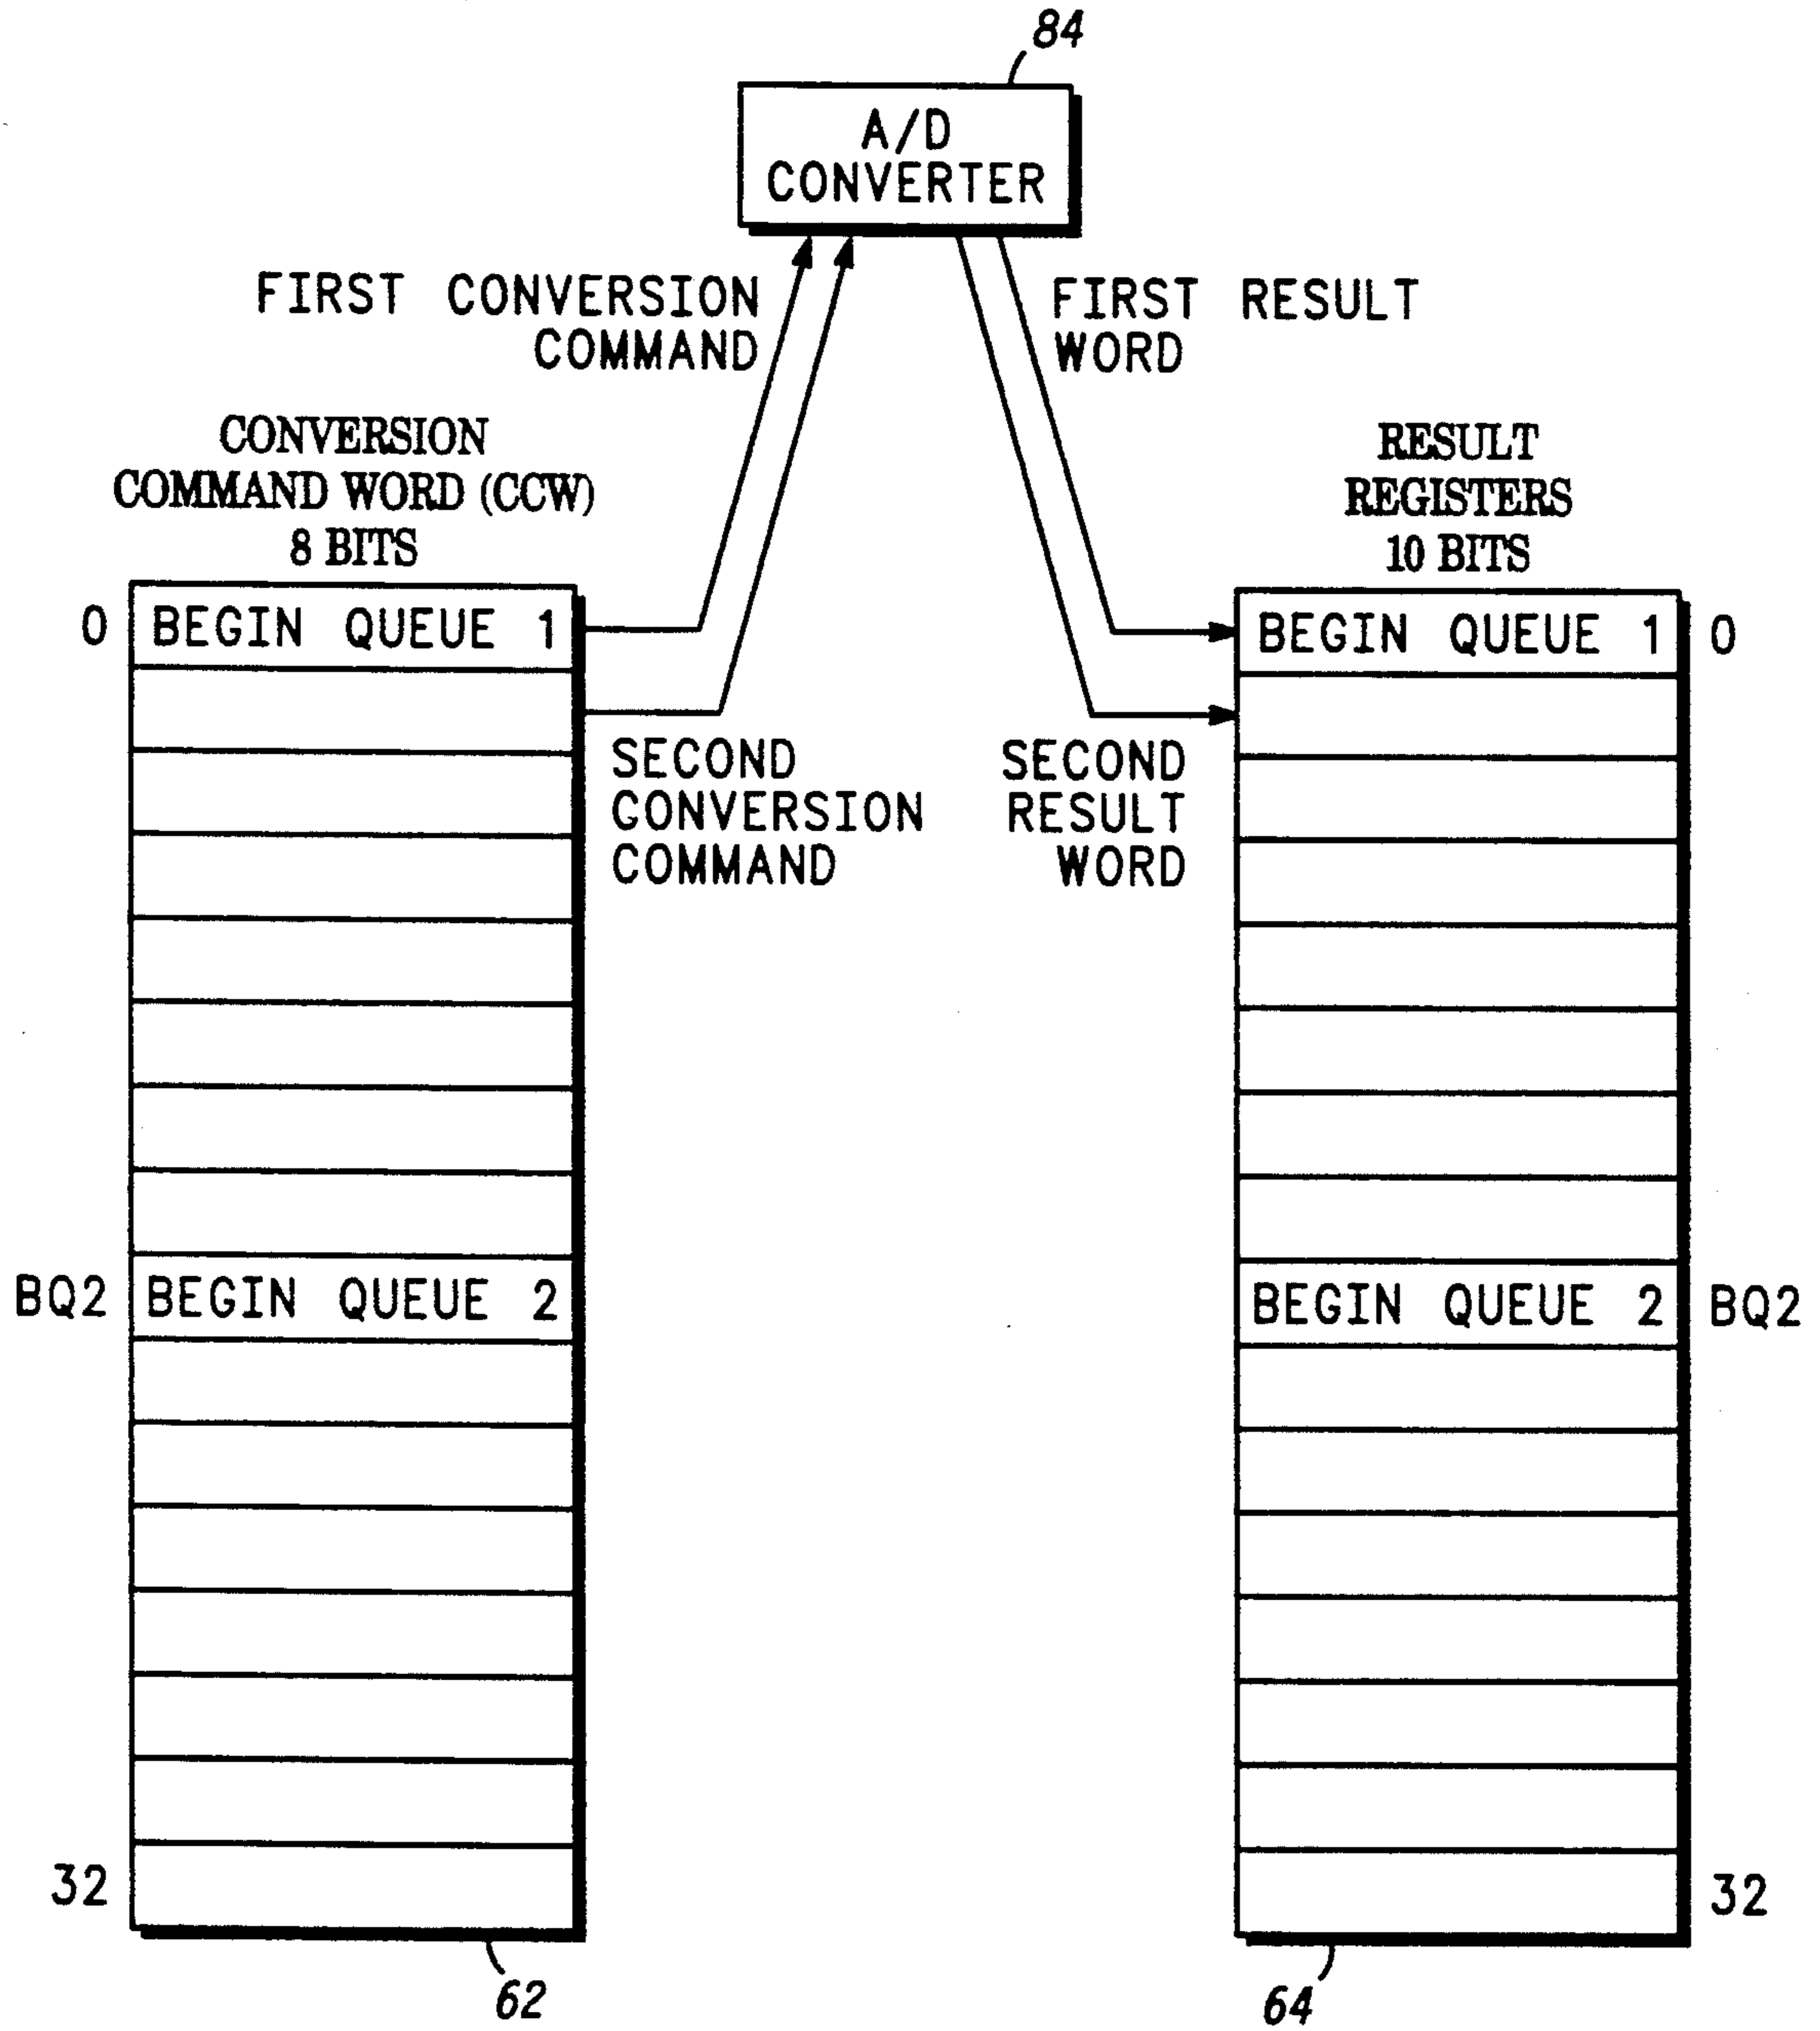 84
A/D
CONVERTER
FIRST CONVERSION
COMMAND
FIRST RESULT
WORD
CONVERSION
COMMAND WORD (CCW)
8 BITS
RESULT
REGISTERS
10 BITS
0 BEGIN QUEUE 1
BEGIN QUEUE 1 0
SECOND
CONVERSION
COMMAND
SECOND
RESULT
WORD
BQ2 BEGIN QUEUE 2
BEGIN QUEUE 2 BQ2
32
32
62
64